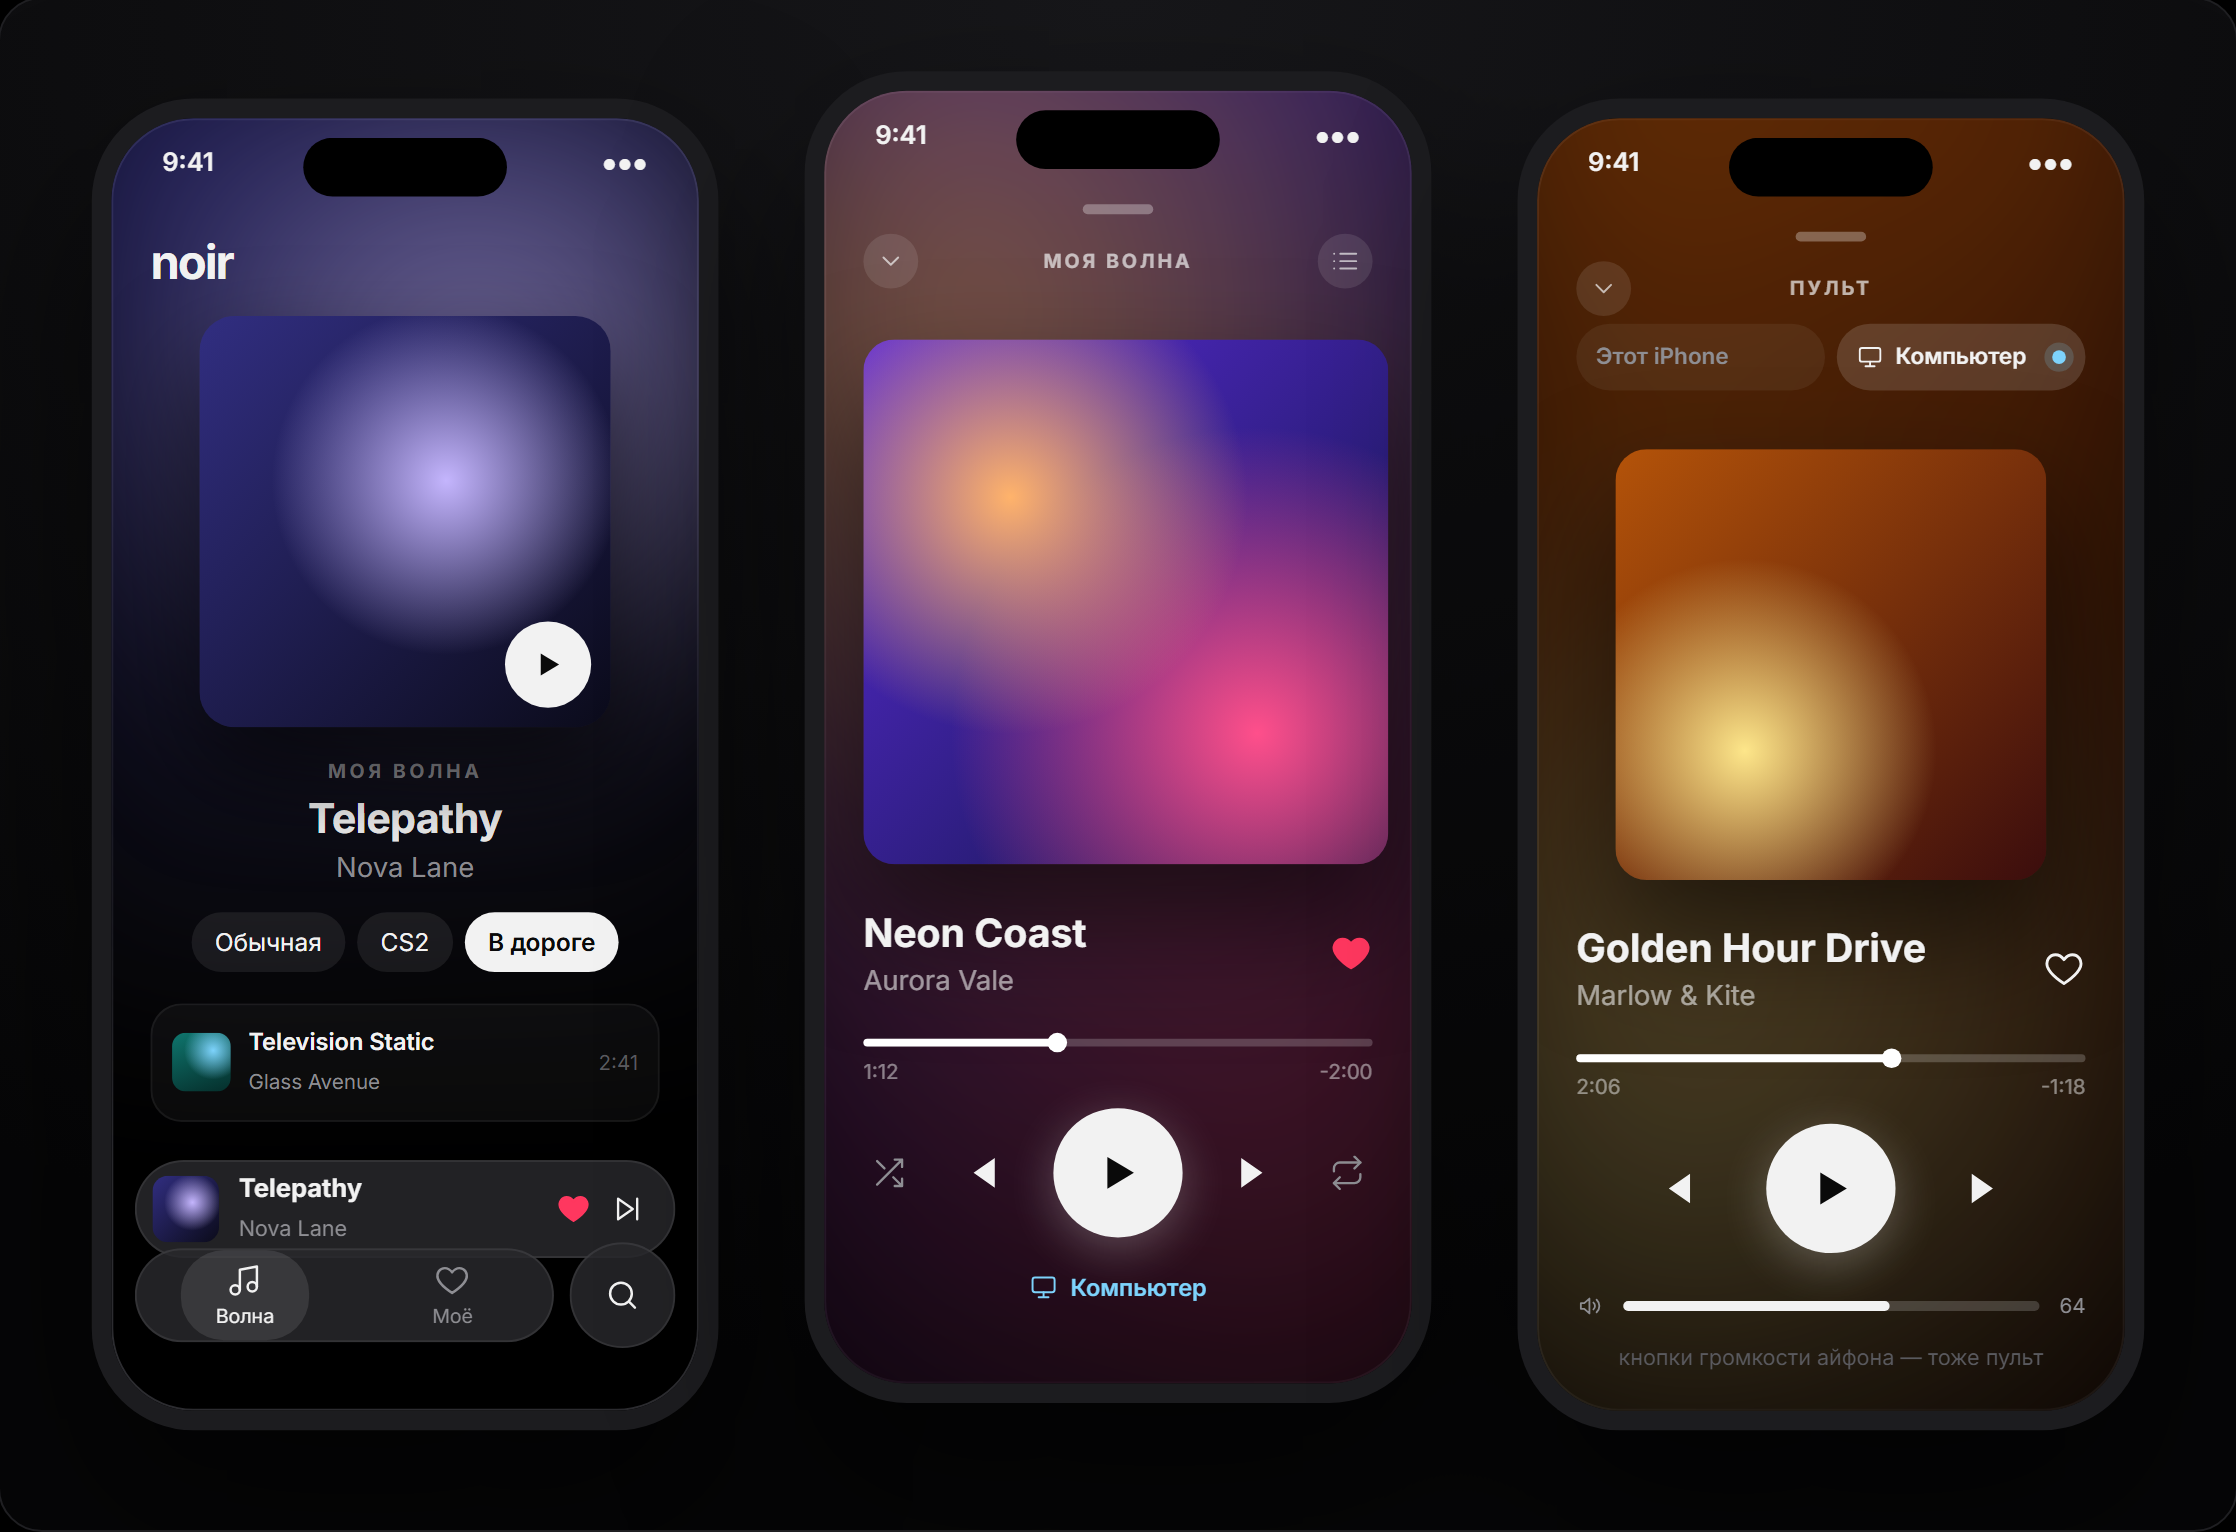 9:41
noir
МОЯ ВОЛНА
Telepathy
Nova Lane
Обычная CS2 В дороге
Television Static
Glass Avenue
2:41
Telepathy
Nova Lane
Волна
Моё
9:41
МОЯ ВОЛНА
Neon Coast
Aurora Vale
1:12 -2:00
Компьютер
9:41
ПУЛЬТ
Этот iPhone Компьютер
Golden Hour Drive
Marlow & Kite
2:06 -1:18
64
кнопки громкости айфона — тоже пульт